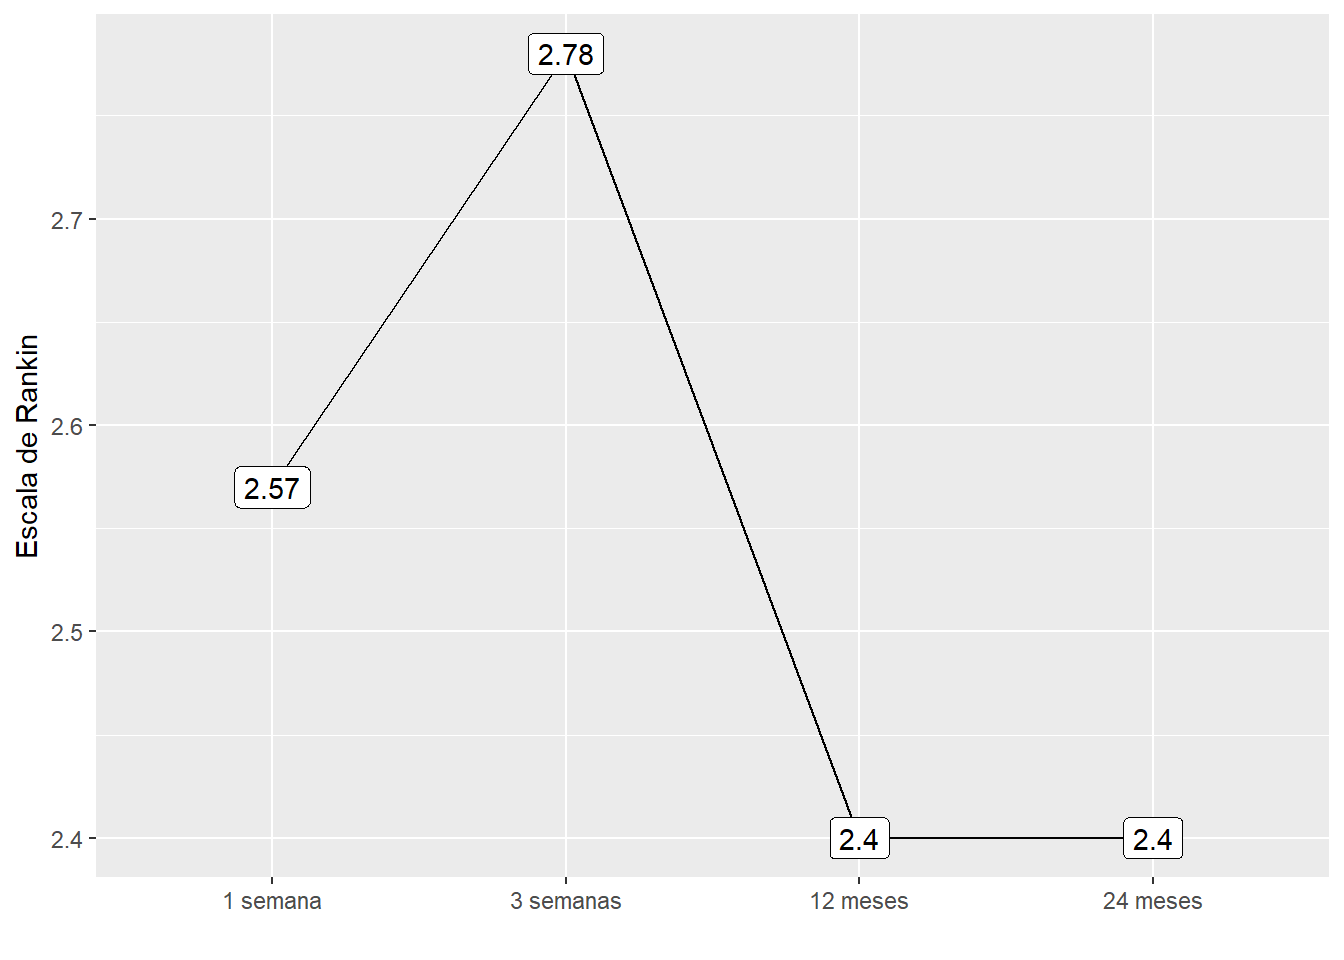 2.78
2.7
2.6
Escala de Rankin
2.57
2.5
2.4
2.4
2.4
1 semana
3 semanas
12 meses
24 meses